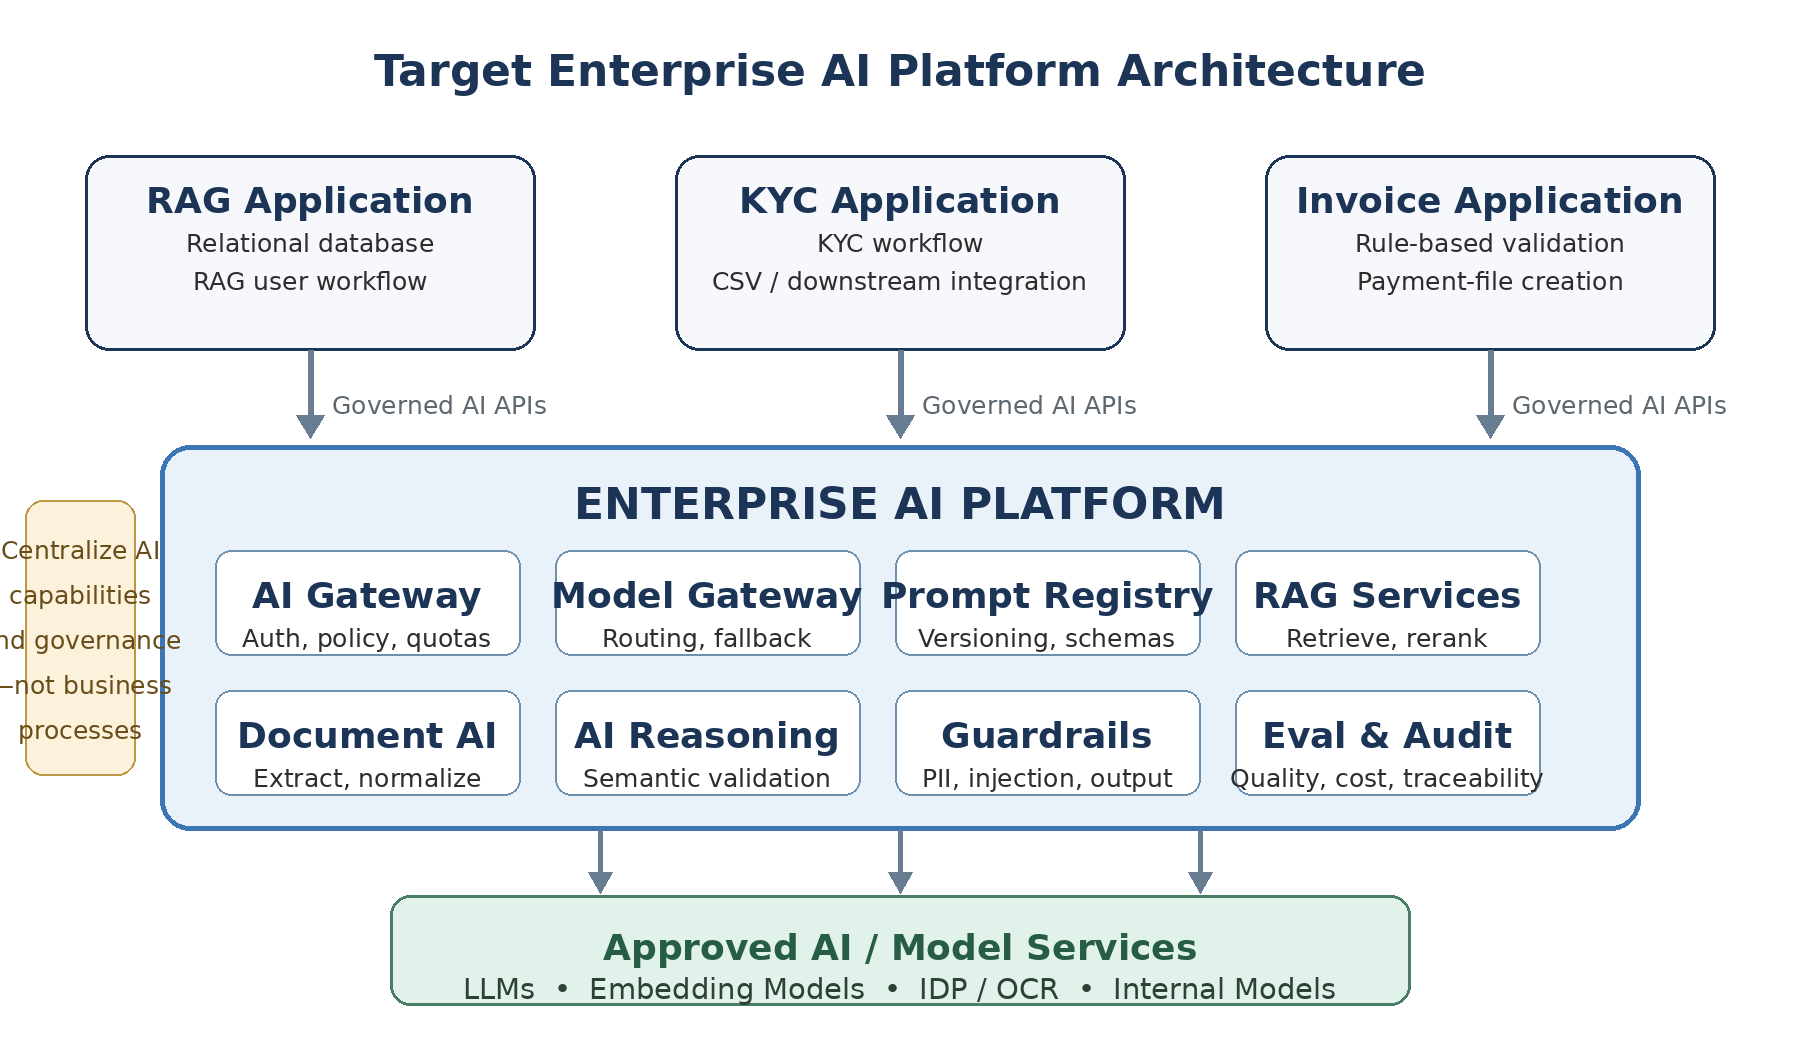 Target Enterprise AI Platform Architecture
RAG Application
Relational database
RAG user workflow
KYC Application
KYC workflow
CSV / downstream integration
Invoice Application
Rule-based validation
Payment-file creation
Governed AI APIs
Governed AI APIs
Governed AI APIs
Centralize AI
capabilities
nd governance
—not business
processes
ENTERPRISE AI PLATFORM
AI Gateway
Auth, policy, quotas
Model Gateway
Routing, fallback
Prompt Registry
Versioning, schemas
RAG Services
Retrieve, rerank
Document AI
Extract, normalize
AI Reasoning
Semantic validation
Guardrails
PII, injection, output
Eval & Audit
Quality, cost, traceability
Approved AI / Model Services
LLMs • Embedding Models • IDP / OCR • Internal Models